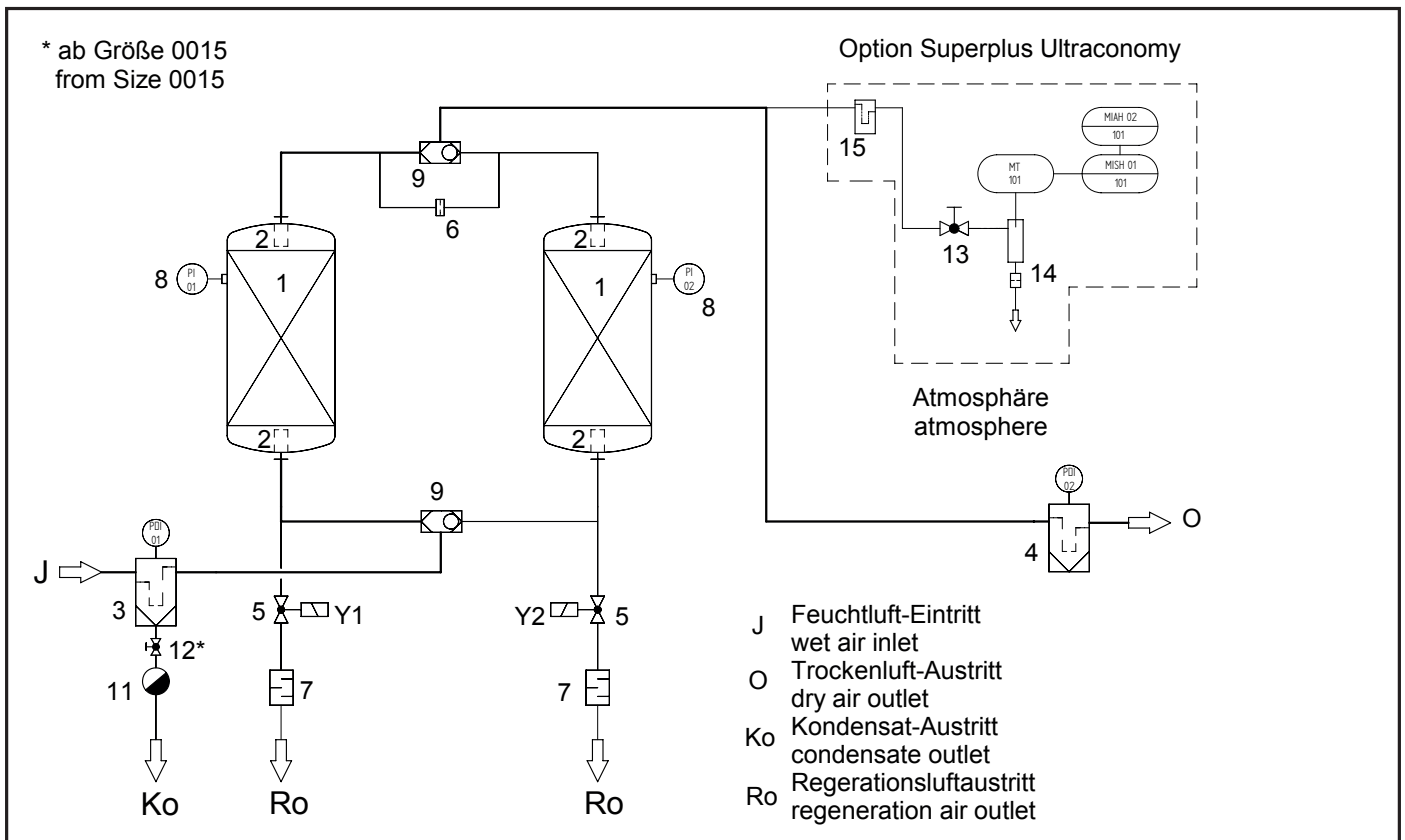 * ab Größe 0015
from Size 0015
Option Superplus Ultraconomy
15
MIAH 02
101
MT
101
MISH 01
101
13
14
Atmosphäre
atmosphere
9
6
2
2
8
PI
01
1
1
PI
02
8
2
2
9
PDI
01
J
3
12*
11
5
Y1
Y2
5
7
7
Ko
Ro
Ro
PDI
02
4
O
J Feuchtluft-Eintritt
wet air inlet
O Trockenluft-Austritt
dry air outlet
Ko Kondensat-Austritt
condensate outlet
Ro Regerationsluftaustritt
regeneration air outlet